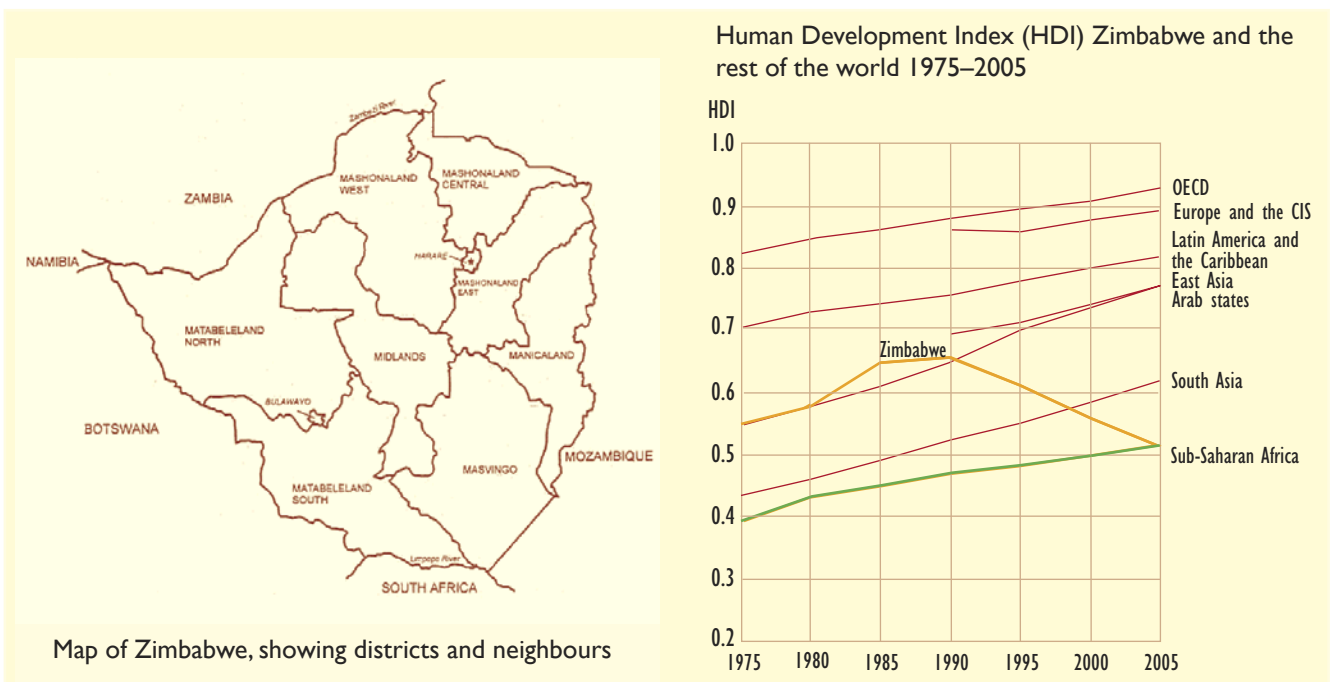 Zambezi River
MASHONALAND
WEST
MASHONALAND
CENTRAL
ZAMBIA
HARARE
NAMIBIA
MASHONALAND
EAST
MATABELELAND
NORTH
MIDLANDS
MANICALAND
BULAWAYO
BOTSWANA
MASVINGO
MOZAMBIQUE
MATABELELAND
SOUTH
Limpopo River
SOUTH AFRICA
Map of Zimbabwe, showing districts and neighbours
Human Development Index (HDI) Zimbabwe and the
rest of the world 1975–2005
HDI
1.0
0.9
0.8
0.7
0.6
0.5
0.4
0.3
0.2
OECD
Europe and the CIS
Latin America and
the Caribbean
East Asia
Arab states
Zimbabwe
South Asia
Sub-Saharan Africa
1975 1980 1985 1990 1995 2000 2005